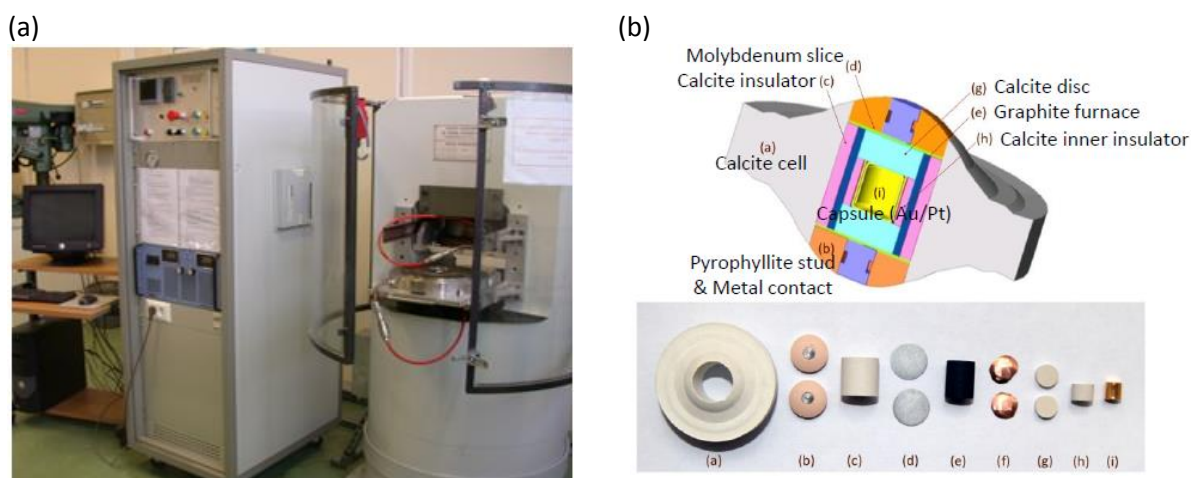 (a)
(b)
Molybdenum slice
(d)
Calcite insulator
(c)
(g) Calcite disc
(e) Graphite furnace
(h) Calcite inner insulator
(a)
Calcite cell
(i)
Capsule (Au/Pt)
(b)
Pyrophyllite stud
& Metal contact
(a) (b) (c) (d) (e) (f) (g) (h) (i)